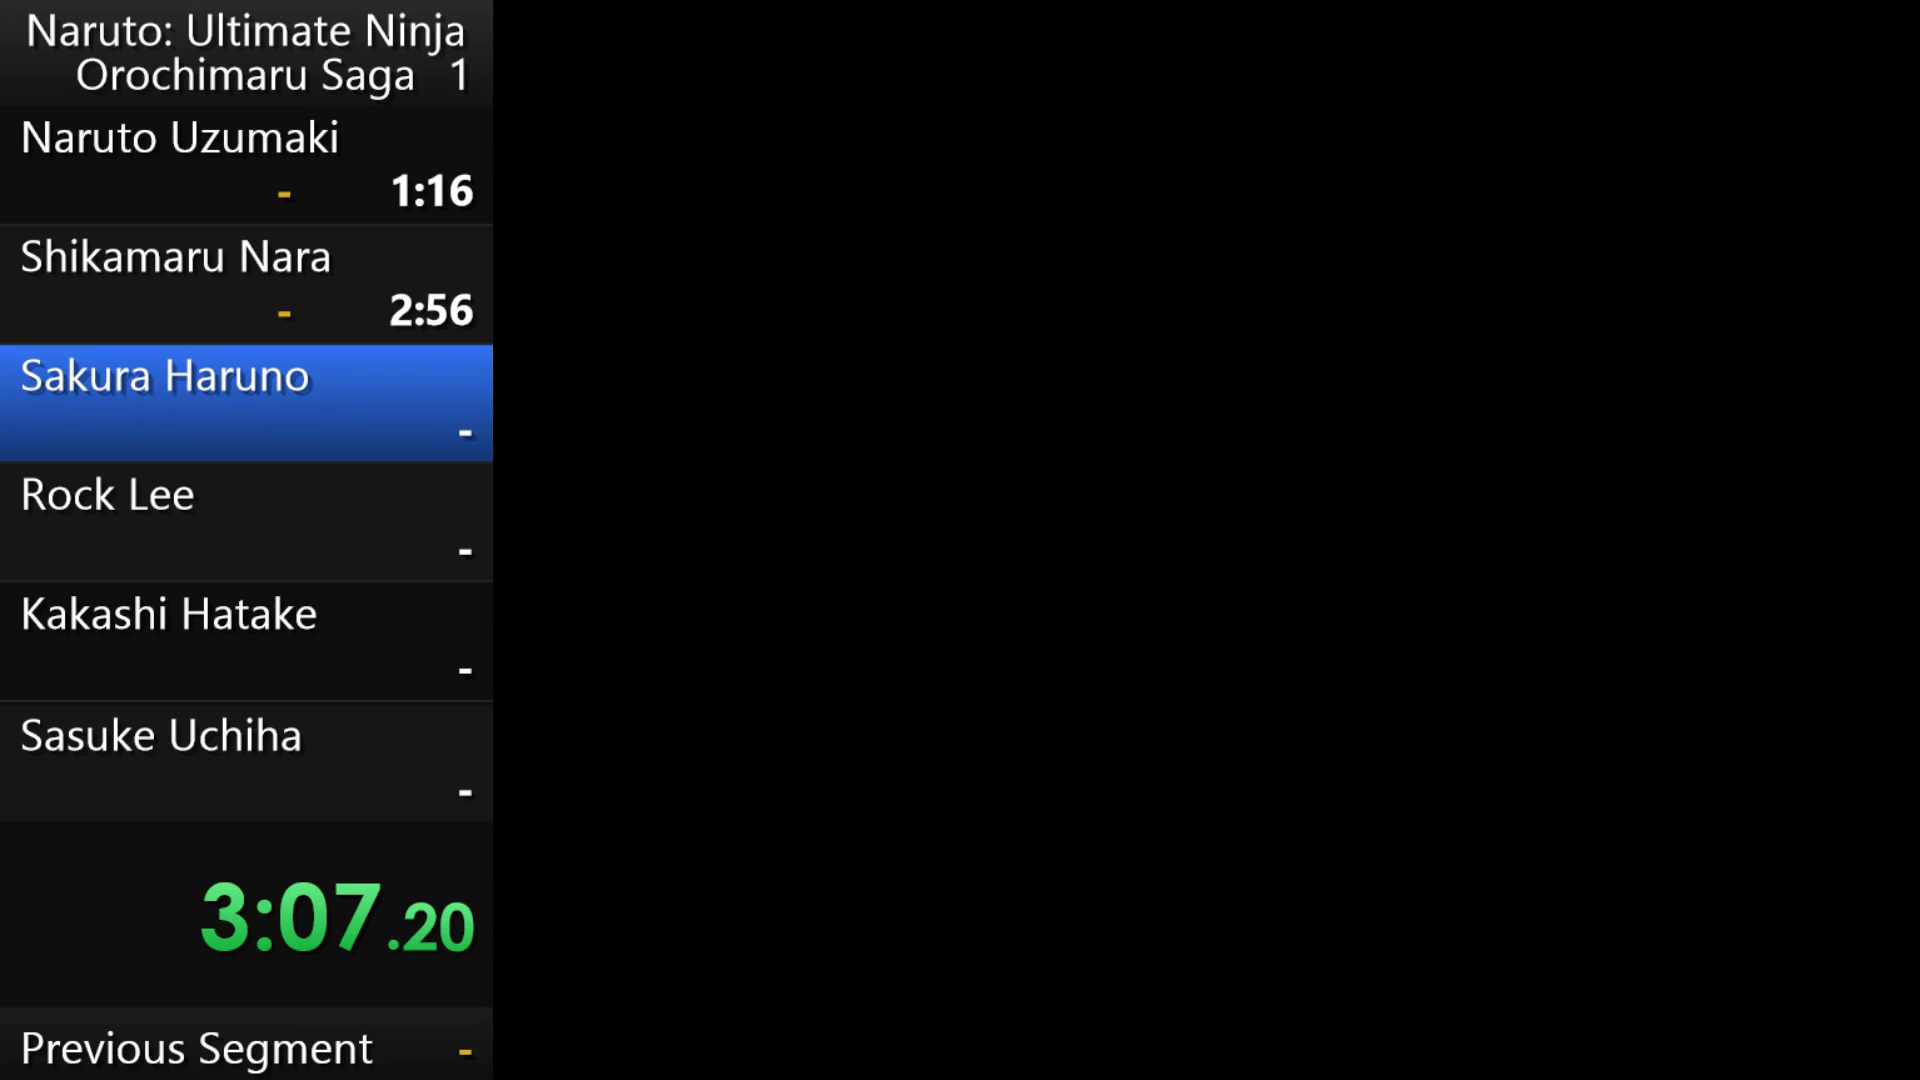 Naruto: Ultimate Ninja
Orochimaru Saga 1
Naruto Uzumaki
- 1:16
Shikamaru Nara
- 2:56
Sakura Haruno
-
Rock Lee
-
Kakashi Hatake
-
Sasuke Uchiha
-
3:07.20
Previous Segment -